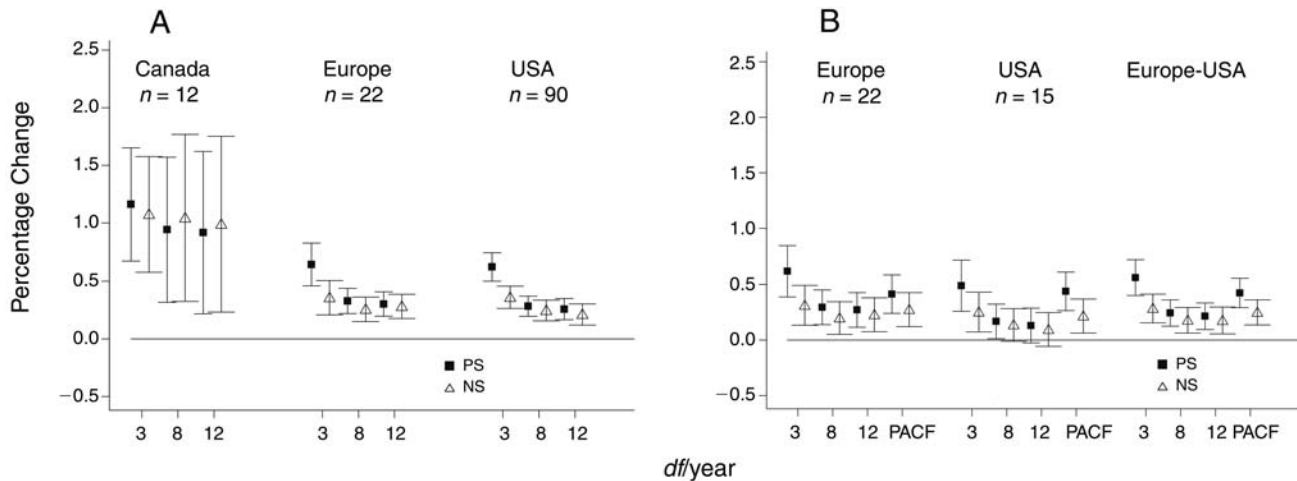 A
Percentage Change
2.5
2.0
1.5
1.0
0.5
0.0
−0.5
Canada
n = 12
Europe
n = 22
USA
n = 90
PS
NS
3 8 12 3 8 12 3 8 12
B
2.5
2.0
1.5
1.0
0.5
0.0
−0.5
Europe
n = 22
USA
n = 15
Europe-USA
PS
NS
3 8 12 PACF 3 8 12 PACF 3 8 12 PACF
df/year